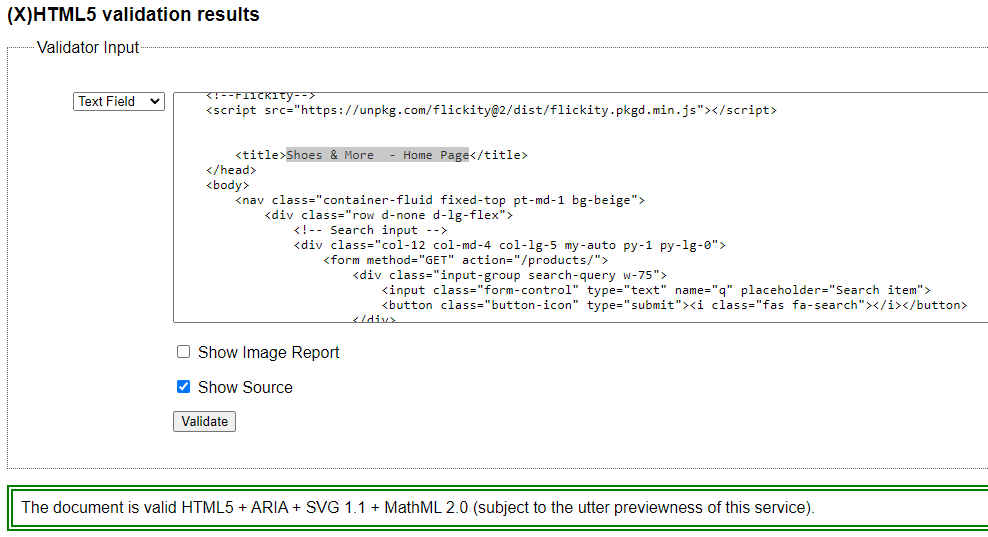 (X)HTML5 validation results
Validator Input
Text Field
<!--Flickity-->
<script src="https://unpkg.com/flickity@2/dist/flickity.pkgd.min.js"></script>
<title>Shoes & More  - Home Page</title>
</head>
<body>
<nav class="container-fluid fixed-top pt-md-1 bg-beige">
<div class="row d-none d-lg-flex">
<!-- Search input -->
<div class="col-12 col-md-4 col-lg-5 my-auto py-1 py-lg-0">
<form method="GET" action="/products/">
<div class="input-group search-query w-75">
<input class="form-control" type="text" name="q" placeholder="Search item">
<button class="button-icon" type="submit"><i class="fas fa-search"></i></button>
</div>
Show Image Report
Show Source
Validate
The document is valid HTML5 + ARIA + SVG 1.1 + MathML 2.0 (subject to the utter previewness of this service).